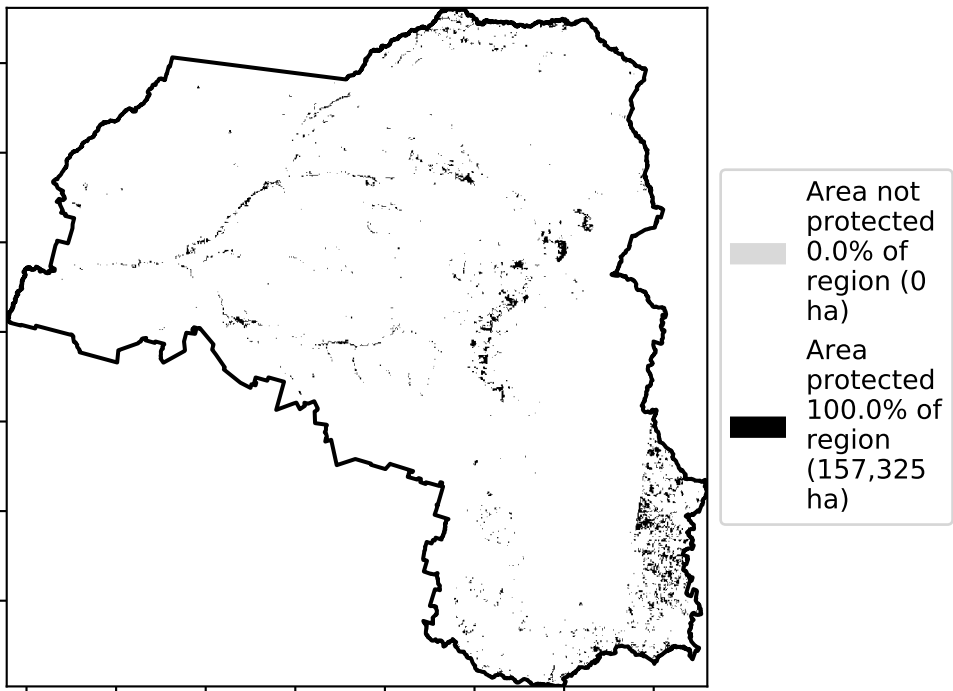 Area not
protected
0.0% of
region (0
ha)
Area
protected
100.0% of
region
(157,325
ha)